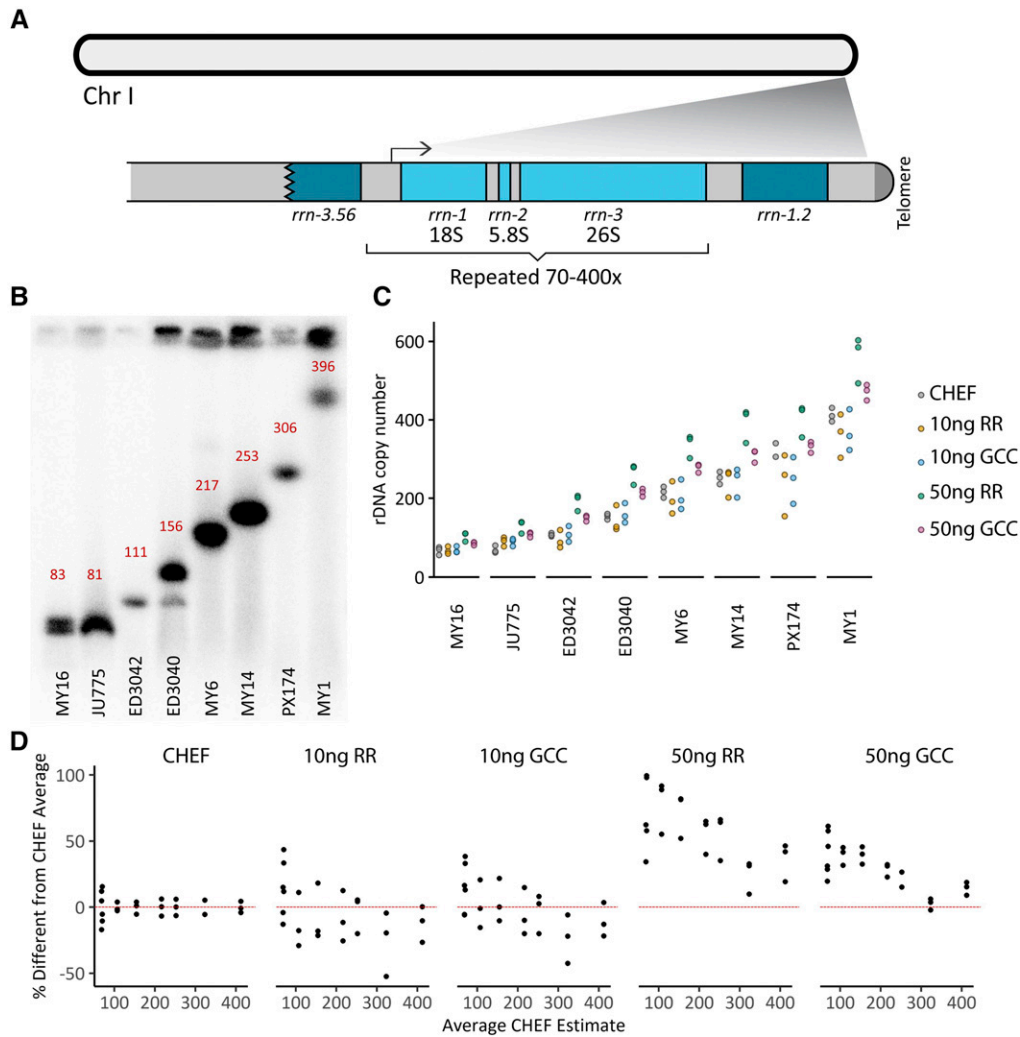 A
Chr I
Telomere
rrn-3.56 rrn-1 rrn-2 rrn-3 rrn-1.2
18S 5.8S 26S
Repeated 70-400x
B
396
306
253
217
156
111
83 81
MY16 JU775 ED3042 ED3040 MY6 MY14 PX174 MY1
C
rDNA copy number
600
400
200
0
MY16 JU775 ED3042 ED3040 MY6 MY14 PX174 MY1
CHEF
10ng RR
10ng GCC
50ng RR
50ng GCC
D
CHEF 10ng RR 10ng GCC 50ng RR 50ng GCC
% Different from CHEF Average
100
50
0
-50
100 200 300 400 100 200 300 400 100 200 300 400 100 200 300 400 100 200 300 400
Average CHEF Estimate